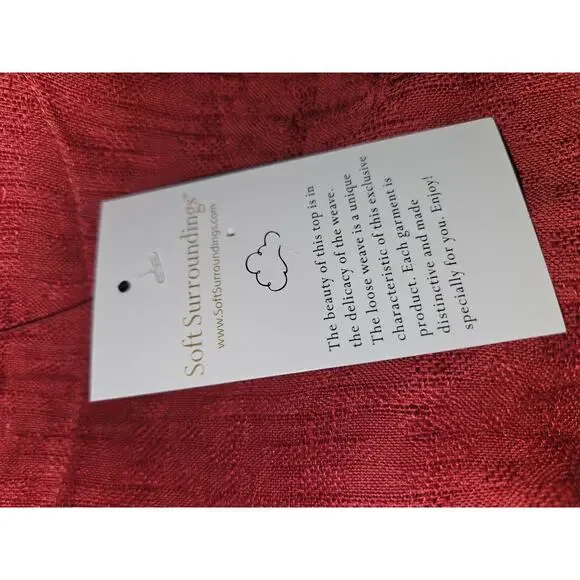 Soft Surroundings®
www.SoftSurroundings.com
The beauty of this top is in
the delicacy of the weave.
The loose weave is a unique
characteristic of this exclusive
product. Each garment is
distinctive and made
specially for you. Enjoy!